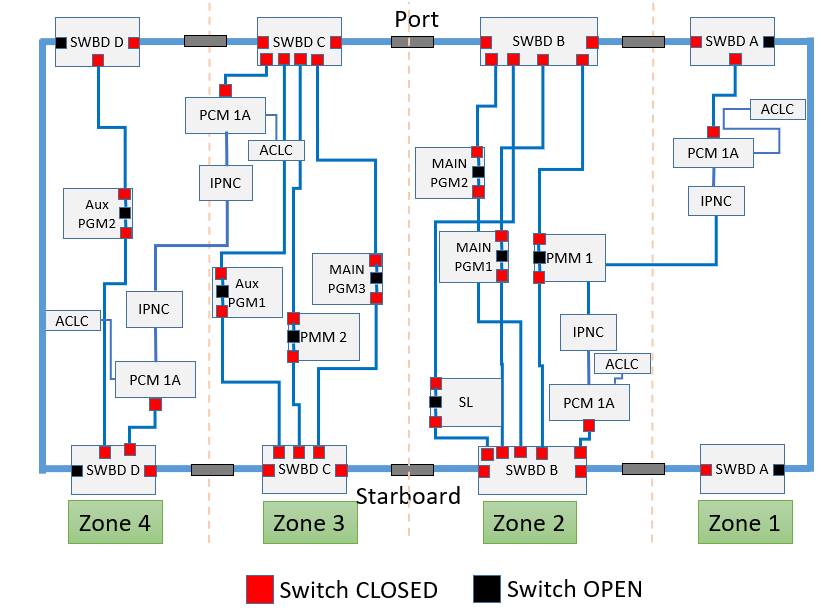 Port
SWBD D
SWBD C
SWBD B
SWBD A
PCM 1A
ACLC
IPNC
ACLC
PCM 1A
IPNC
MAIN
PGM2
Aux
PGM2
MAIN
PGM1
PMM 1
Aux
PGM1
MAIN
PGM3
IPNC
ACLC
PMM 2
IPNC
ACLC
PCM 1A
SL
PCM 1A
SWBD D
SWBD C
SWBD B
SWBD A
Starboard
Zone 4
Zone 3
Zone 2
Zone 1
Switch CLOSED
Switch OPEN